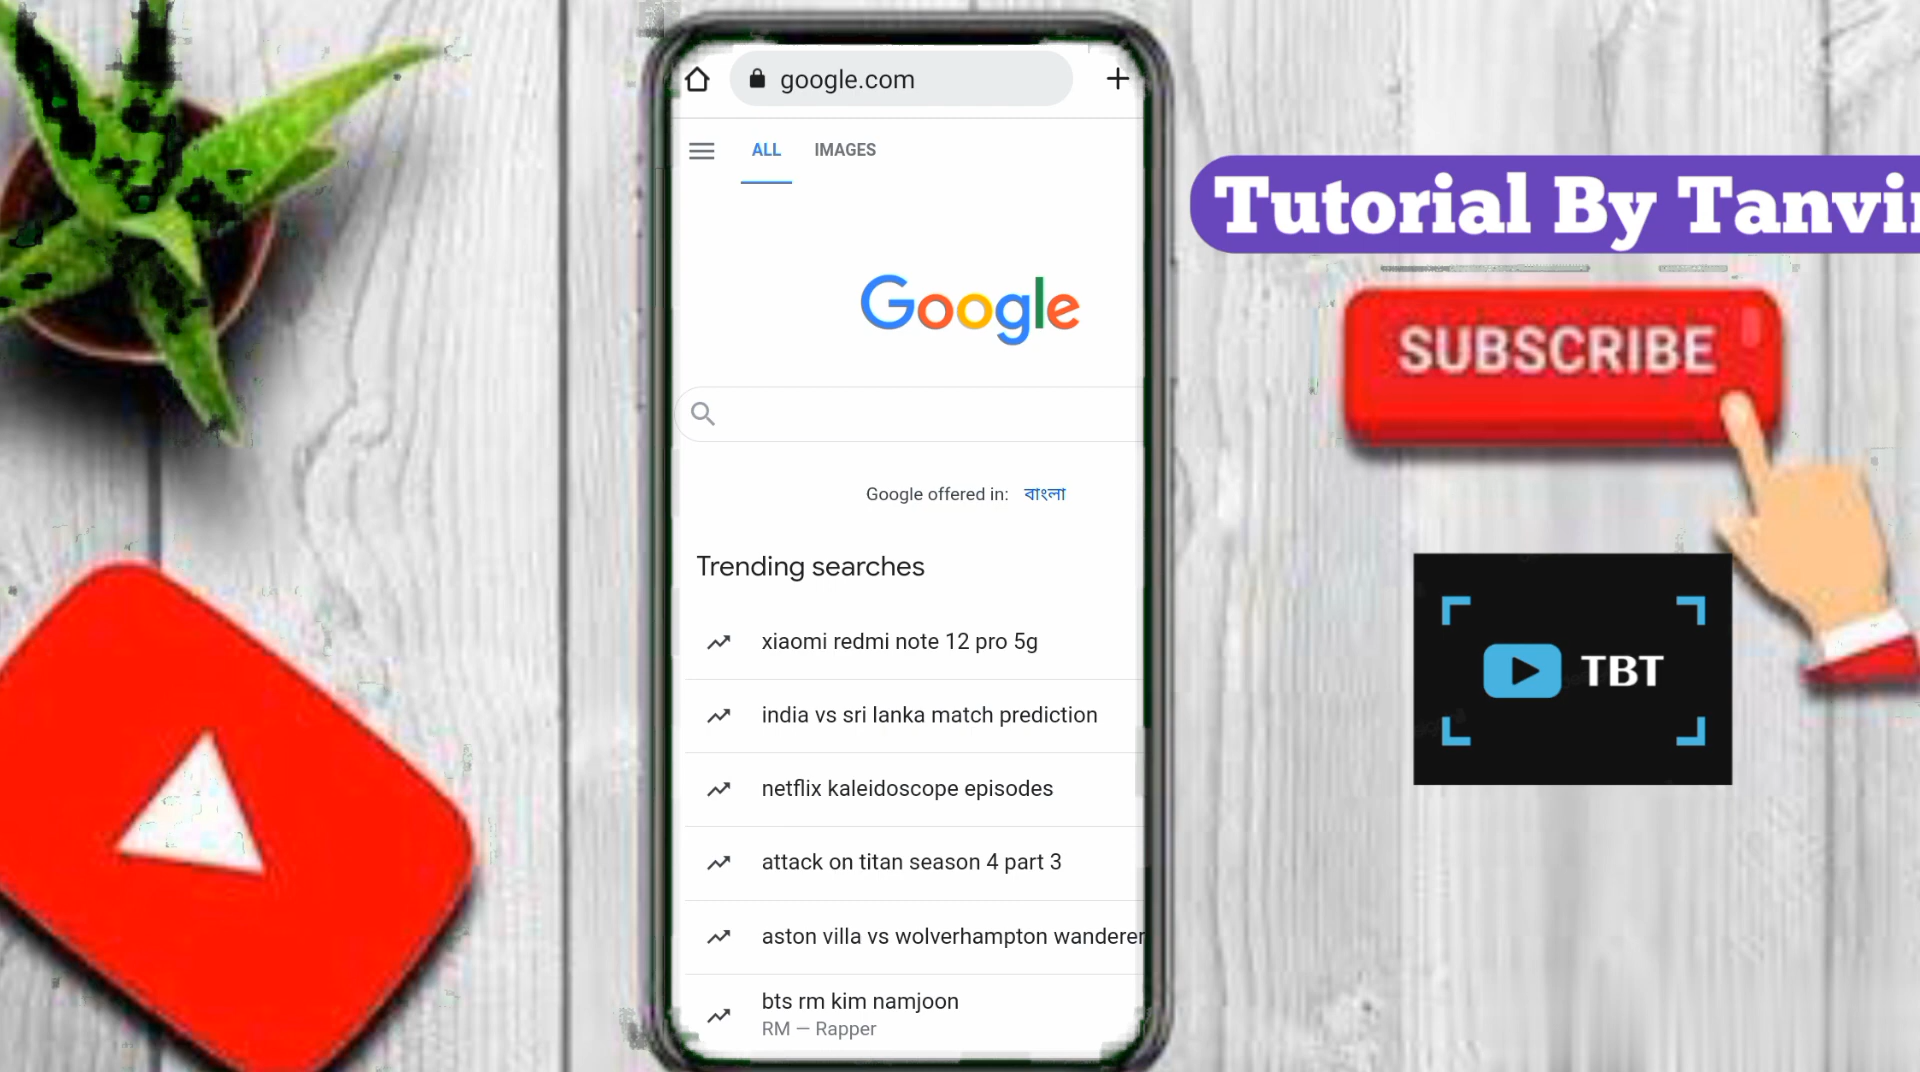 google.com
ALL IMAGES
Tutorial By Tanvir
Google
SUBSCRIBE
Google offered in: বাংলা
Trending searches
xiaomi redmi note 12 pro 5g
india vs sri lanka match prediction
netflix kaleidoscope episodes
attack on titan season 4 part 3
aston villa vs wolverhampton wanderer
bts rm kim namjoon
RM — Rapper
TBT